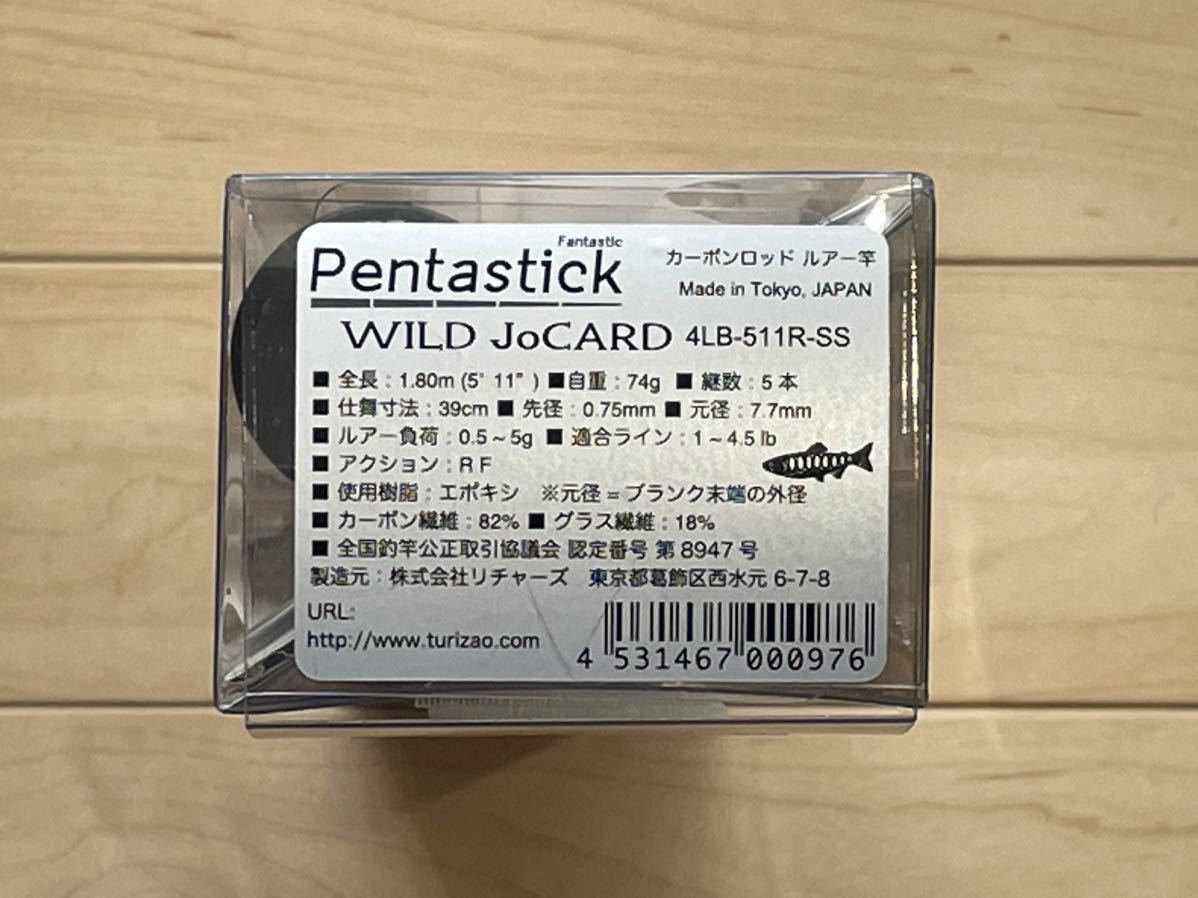 Fantastic
Pentastick
カーボンロッド ルアー竿
Made in Tokyo, JAPAN
WILD JoCARD 4LB-511R-SS
■ 全長：1.80m (5' 11" ) ■自重：74g ■ 継数：5 本
■ 仕舞寸法：39cm ■ 先径：0.75mm ■ 元径：7.7mm
■ ルアー負荷：0.5～5g ■ 適合ライン：1～4.5 lb
■ アクション：R F
■ 使用樹脂：エポキシ ※元径＝ブランク末端の外径
■ カーボン繊維：82% ■ グラス繊維：18%
■ 全国釣竿公正取引協議会 認定番号 第 8947 号
製造元：株式会社リチャーズ 東京都葛飾区西水元 6-7-8
URL:
http://www.turizao.com
4 531467 000976